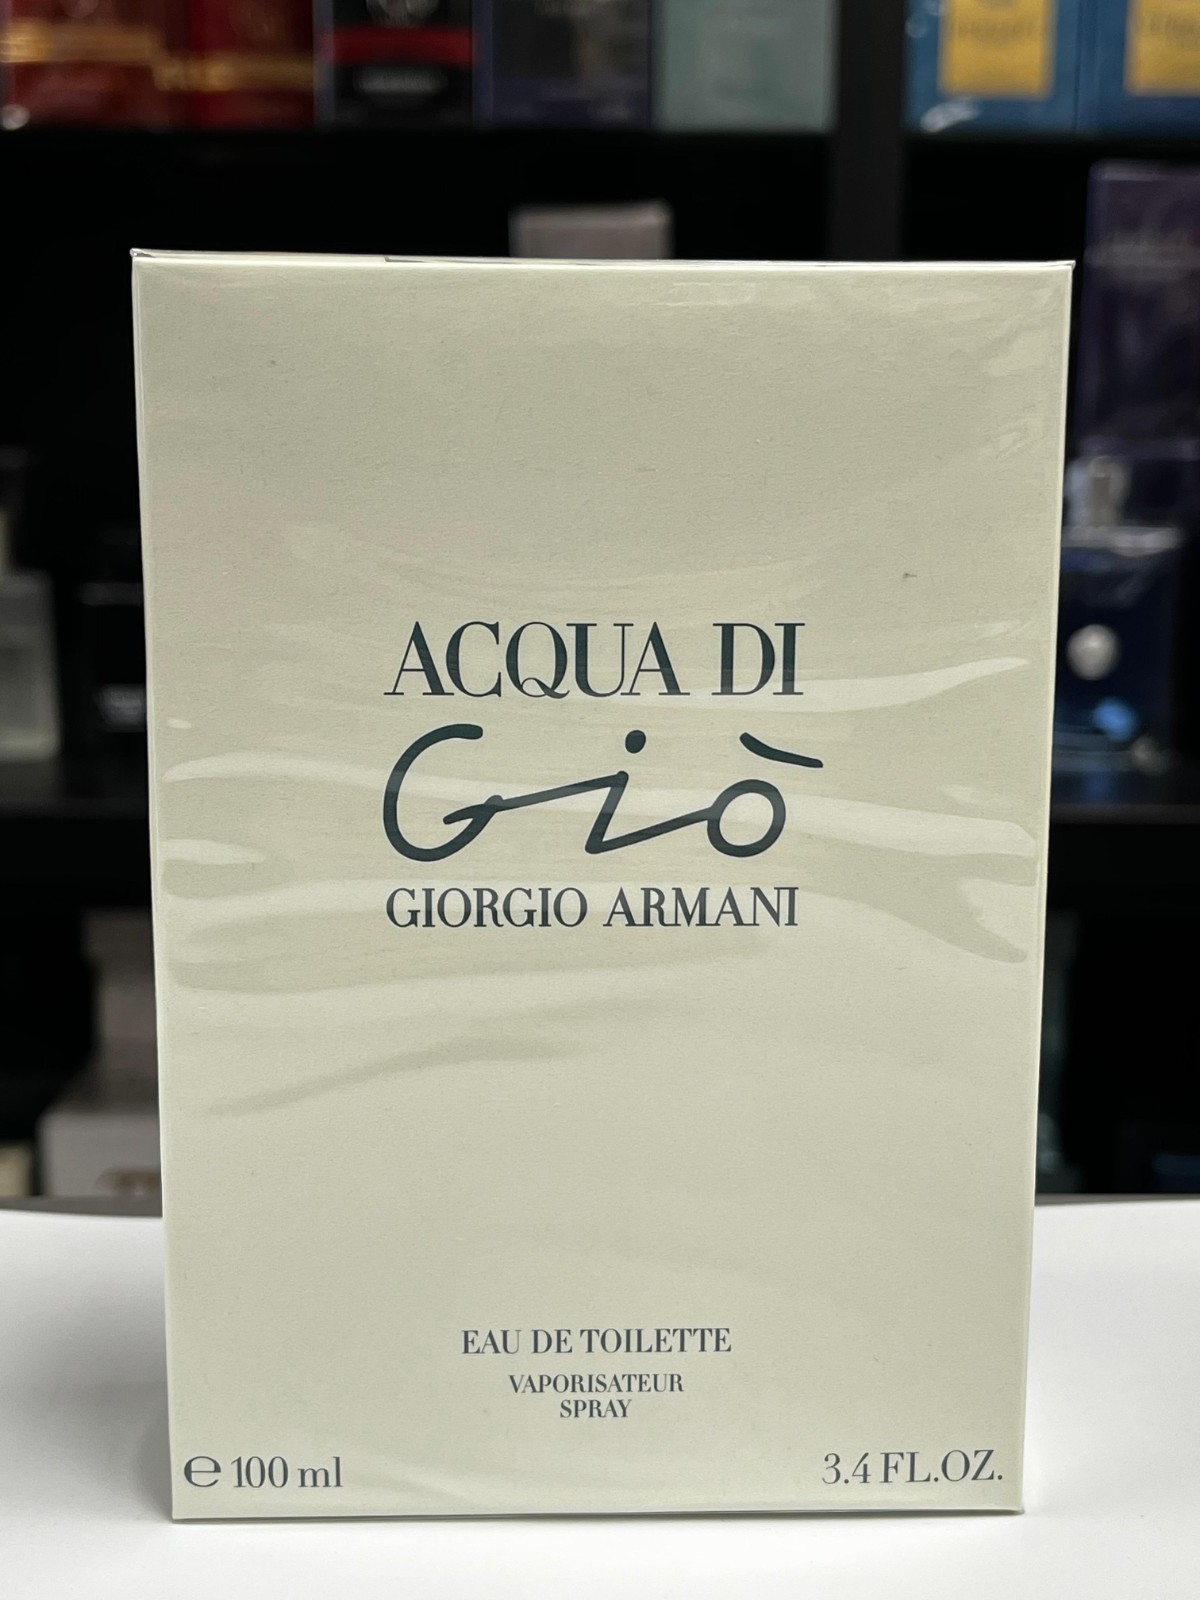 ACQUA DI
Giò
GIORGIO ARMANI
EAU DE TOILETTE
VAPORISATEUR
SPRAY
℮ 100 ml
3.4 FL.OZ.